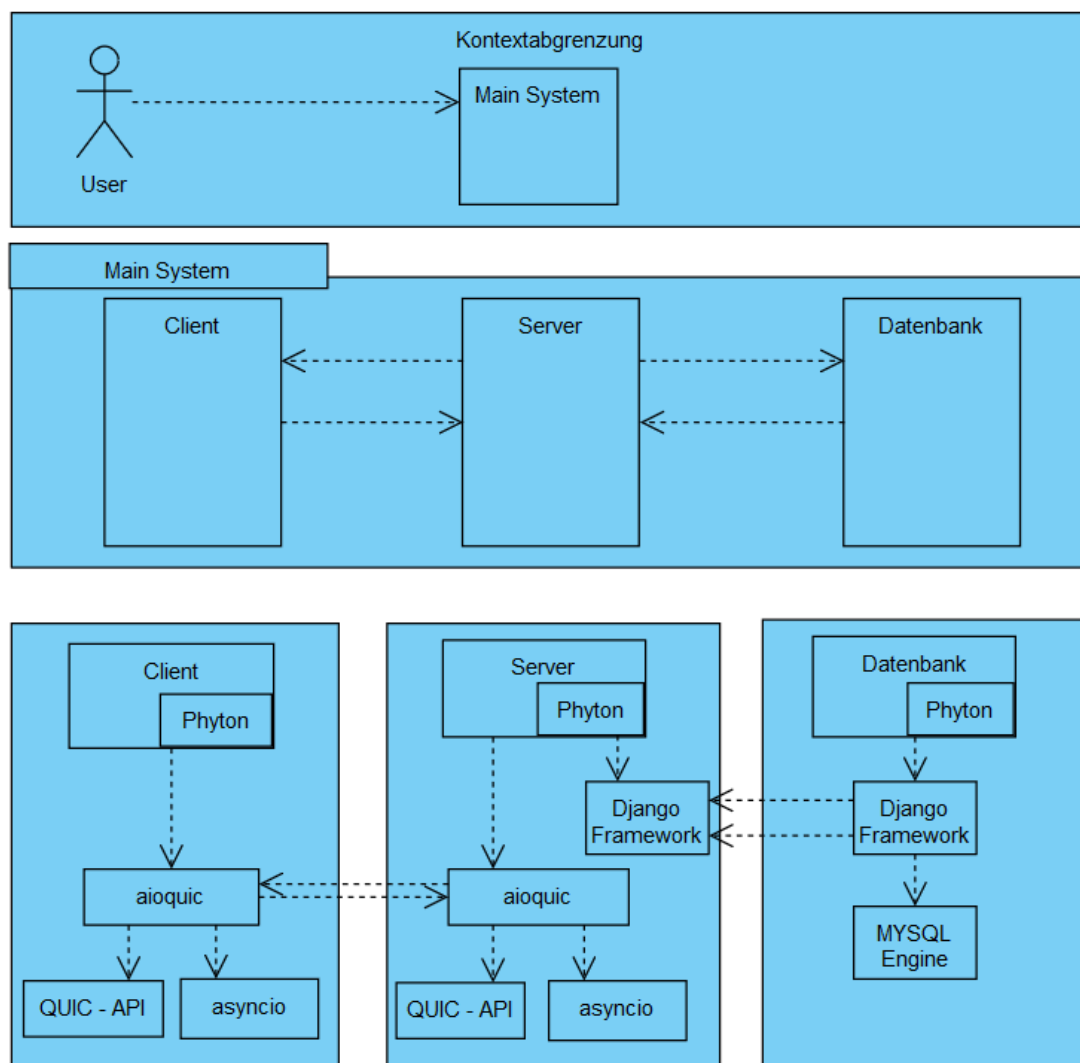 Kontextabgrenzung
Main System
User
Main System
Client
Server
Datenbank
Client
Phyton
aioquic
QUIC - API
asyncio
Server
Phyton
Django
Framework
aioquic
QUIC - API
asyncio
Datenbank
Phyton
Django
Framework
MYSQL
Engine